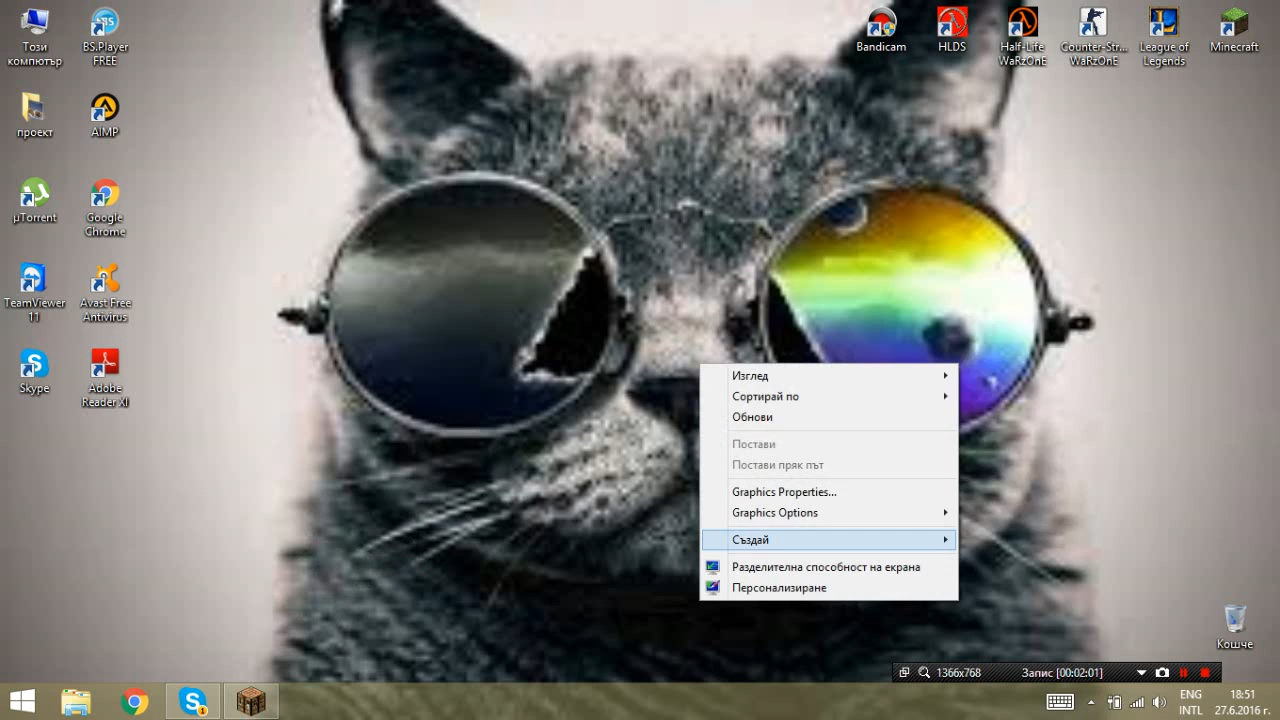 Този
компютър
BS.Player
FREE
Bandicam
HLDS
Half-Life
WaRzOnE
Counter-Str...
WaRzOnE
League of
Legends
Minecraft
проект
AIMP
µTorrent
Google
Chrome
TeamViewer
11
Avast Free
Antivirus
Skype
Adobe
Reader XI
Изглед
Сортирай по
Обнови
Постави
Постави пряк път
Graphics Properties...
Graphics Options
Създай
Разделителна способност на екрана
Персонализиране
Кошче
1366x768
Запис [00:02:01]
ENG
INTL
18:51
27.6.2016 г.